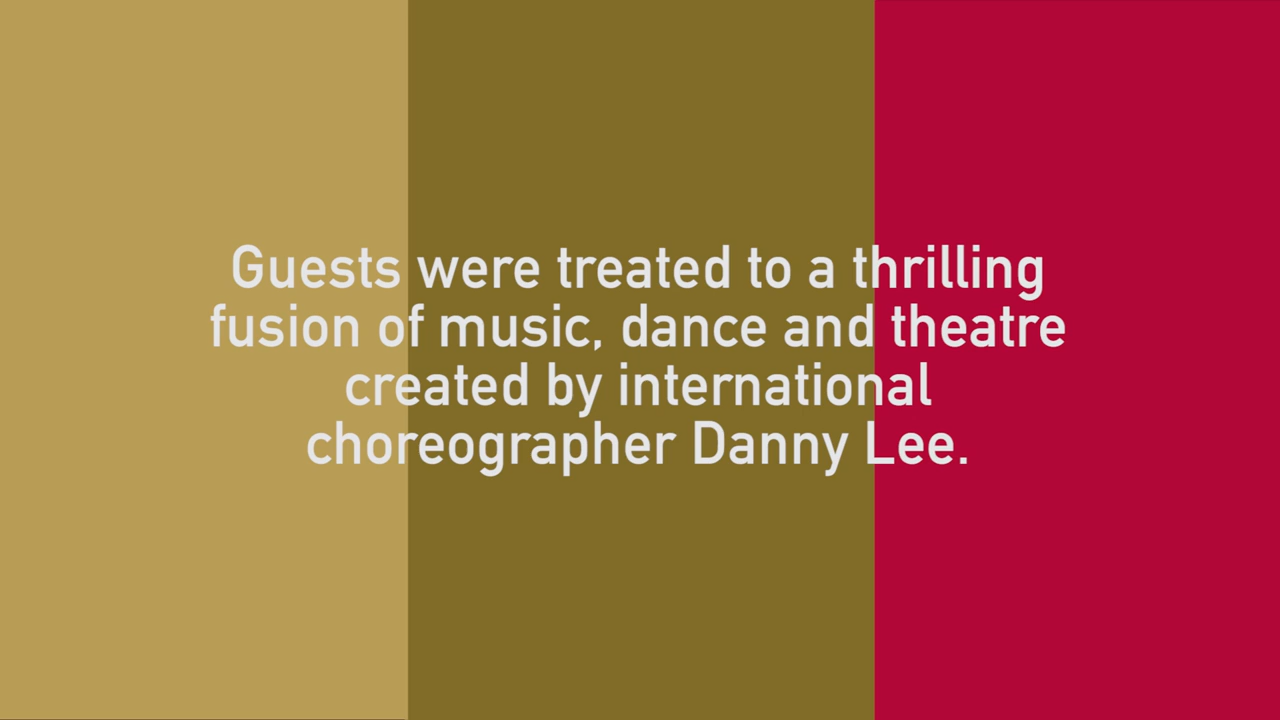 Guests were treated to a thrilling
fusion of music, dance and theatre
created by international
choreographer Danny Lee.